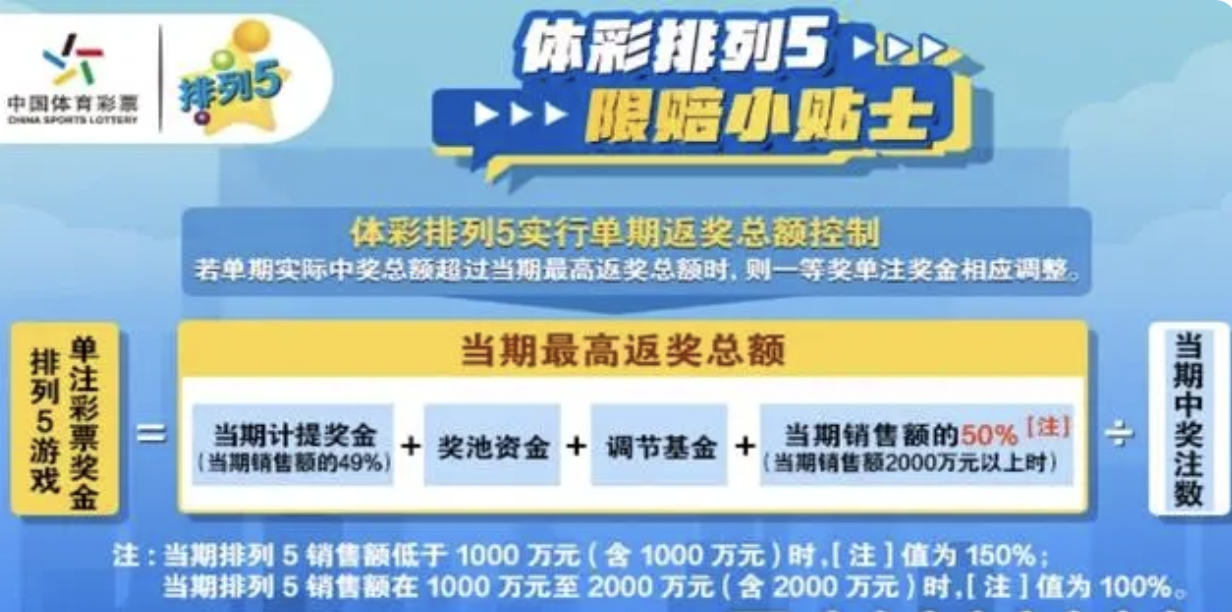 中国体育彩票
CHINA SPORTS LOTTERY
排列5
体彩排列5
限赔小贴士
体彩排列5实行单期返奖总额控制
若单期实际中奖总额超过当期最高返奖总额时,则一等奖单注奖金相应调整。
排列5游戏
单注彩票奖金
=
当期最高返奖总额
当期计提奖金
(当期销售额的49%)
+
奖池资金
+
调节基金
+
当期销售额的50%[注]
(当期销售额2000万元以上时)
÷
当期中奖注数
注:当期排列5销售额低于1000万元(含1000万元)时,[注]值为150%;
当期排列5销售额在1000万元至2000万元(含2000万元)时,[注]值为100%。